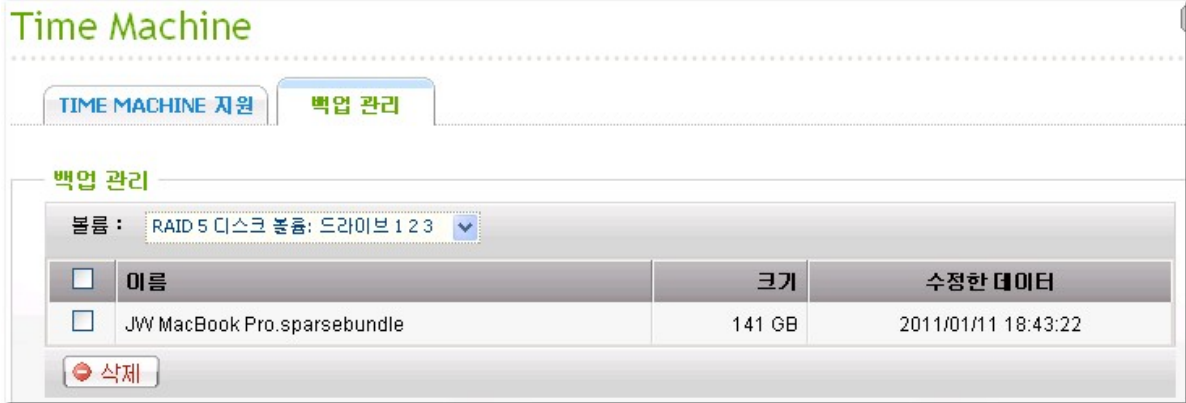 Time Machine
TIME MACHINE 지원 백업 관리
백업 관리
볼륨 : RAID 5 디스크 볼륨: 드라이브 1 2 3
이름 크기 수정한 데이터
JW MacBook Pro.sparsebundle 141 GB 2011/01/11 18:43:22
삭제